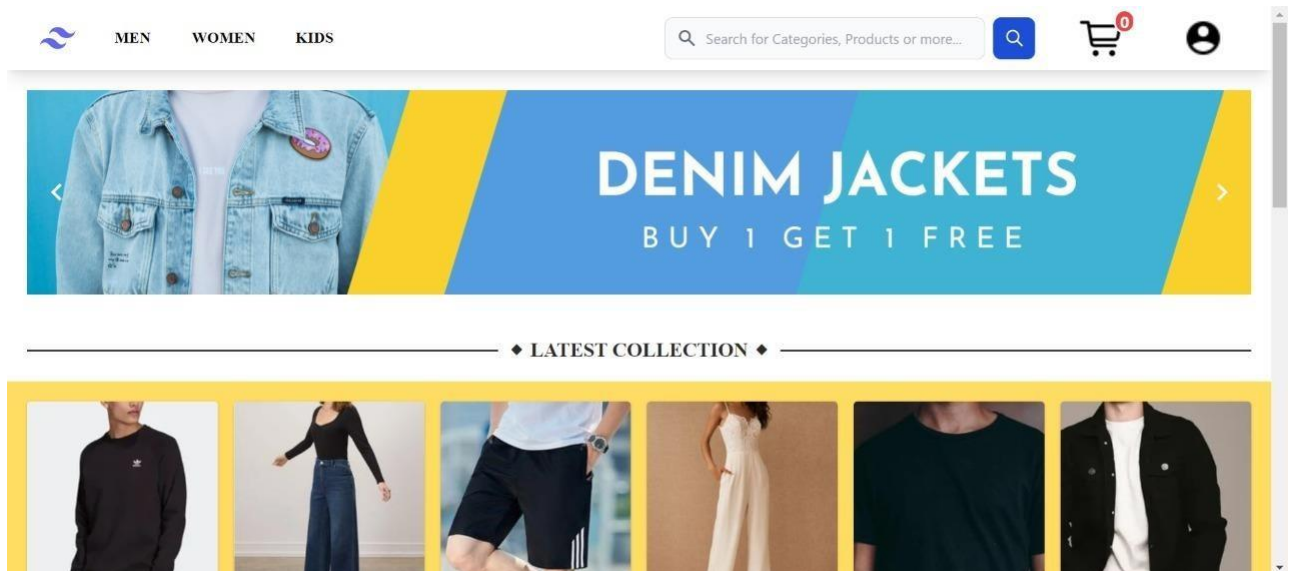 MEN WOMEN KIDS Search for Categories, Products or more... 0
DENIM JACKETS
BUY 1 GET 1 FREE
LATEST COLLECTION